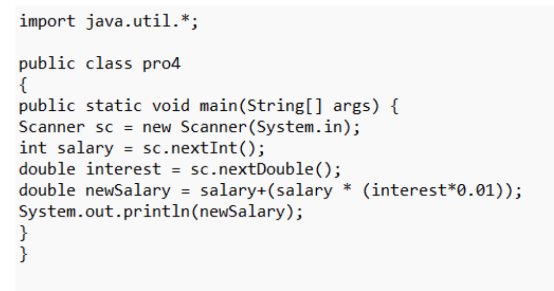 import java.util.*;
public class pro4
{
public static void main(String[] args) {
Scanner sc = new Scanner(System.in);
int salary = sc.nextInt();
double interest = sc.nextDouble();
double newSalary = salary+(salary * (interest*0.01));
System.out.println(newSalary);
}
}